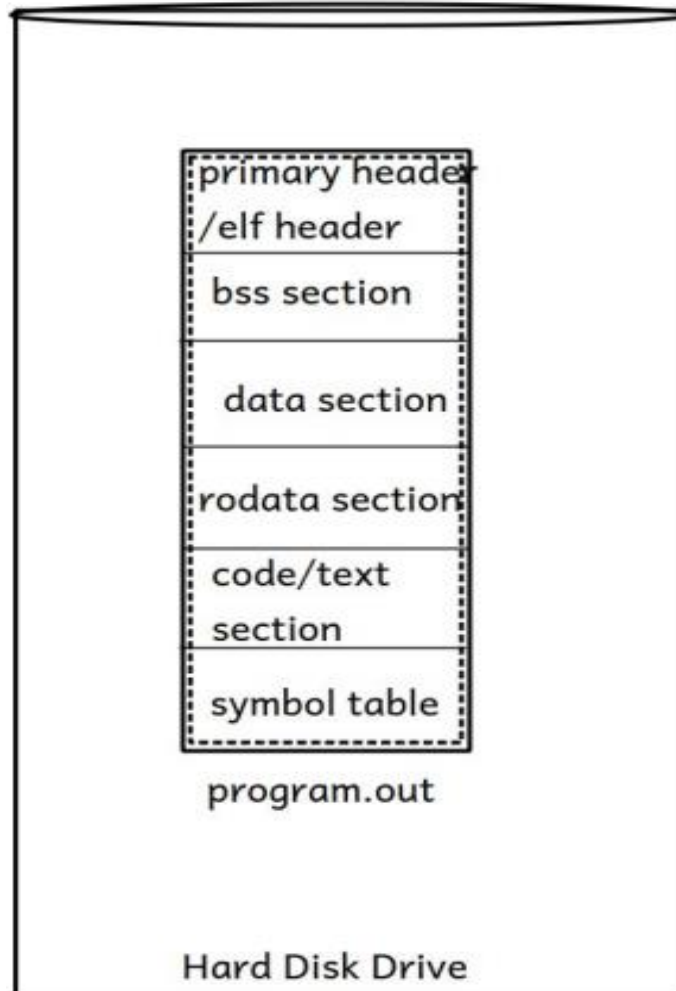 primary header
/elf header
bss section
data section
rodata section
code/text
section
symbol table
program.out
Hard Disk Drive